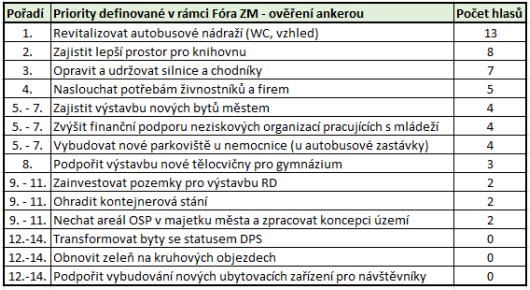 Pořadí Priority definované v rámci Fóra ZM - ověření ankerou Počet hlasů
1. Revitalizovat autobusové nádraží (WC, vzhled) 13
2. Zajistit lepší prostor pro knihovnu 8
3. Opravit a udržovat silnice a chodníky 7
4. Naslouchat potřebám živnostníků a firem 5
5. - 7. Zajistit výstavbu nových bytů městem 4
5. - 7. Zvýšit finanční podporu neziskových organizací pracujících s mládeží 4
5. - 7. Vybudovat nové parkoviště u nemocnice (u autobusové zastávky) 4
8. Podpořit výstavbu nové tělocvičny pro gymnázium 3
9. - 11. Zainvestovat pozemky pro výstavbu RD 2
9. - 11. Ohradit kontejnerová stání 2
9. - 11. Nechat areál OSP v majetku města a zpracovat koncepci území 2
12.-14. Transformovat byty se statusem DPS 0
12.-14. Obnovit zeleň na kruhových objezdech 0
12.-14. Podpořit vybudování nových ubytovacích zařízení pro návštěvníky 0